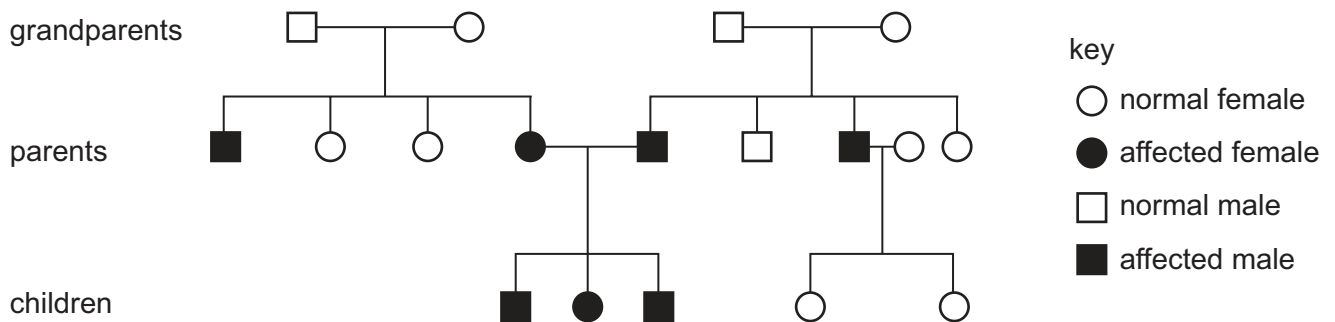 grandparents
parents
children
key
normal female
affected female
normal male
affected male